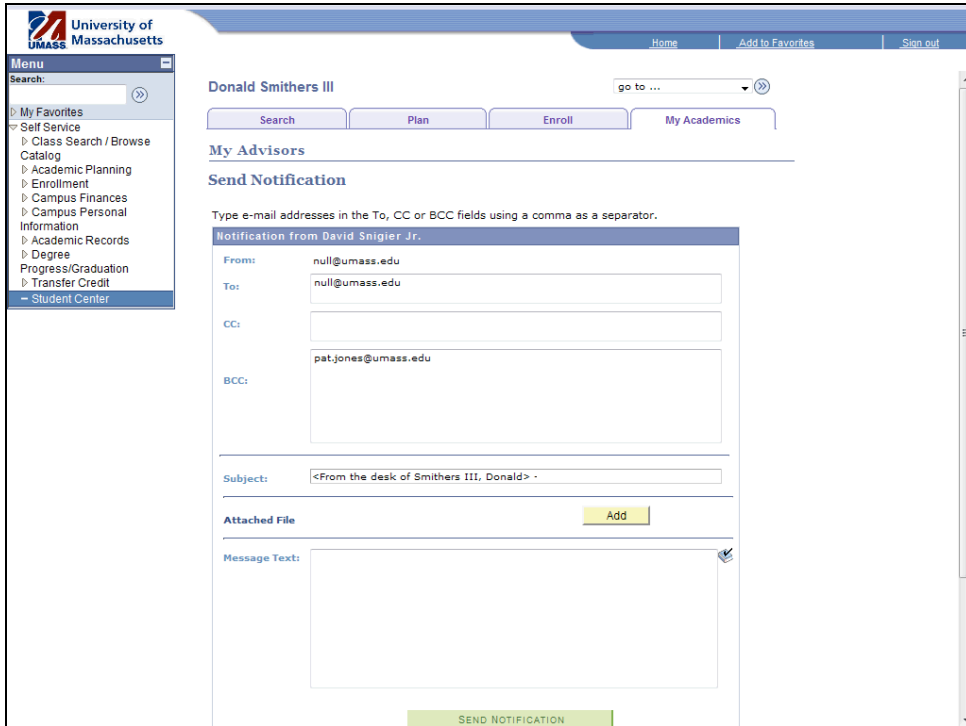 University of
Massachusetts
UMASS
Home
Add to Favorites
Sign out
Menu
Search:
My Favorites
Self Service
Class Search / Browse
Catalog
Academic Planning
Enrollment
Campus Finances
Campus Personal
Information
Academic Records
Degree
Progress/Graduation
Transfer Credit
Student Center
Donald Smithers III
go to ...
Search
Plan
Enroll
My Academics
My Advisors
Send Notification
Type e-mail addresses in the To, CC or BCC fields using a comma as a separator.
Notification from David Snigier Jr.
From: null@umass.edu
To: null@umass.edu
CC:
BCC: pat.jones@umass.edu
Subject: <From the desk of Smithers III, Donald> -
Attached File
Add
Message Text:
SEND NOTIFICATION